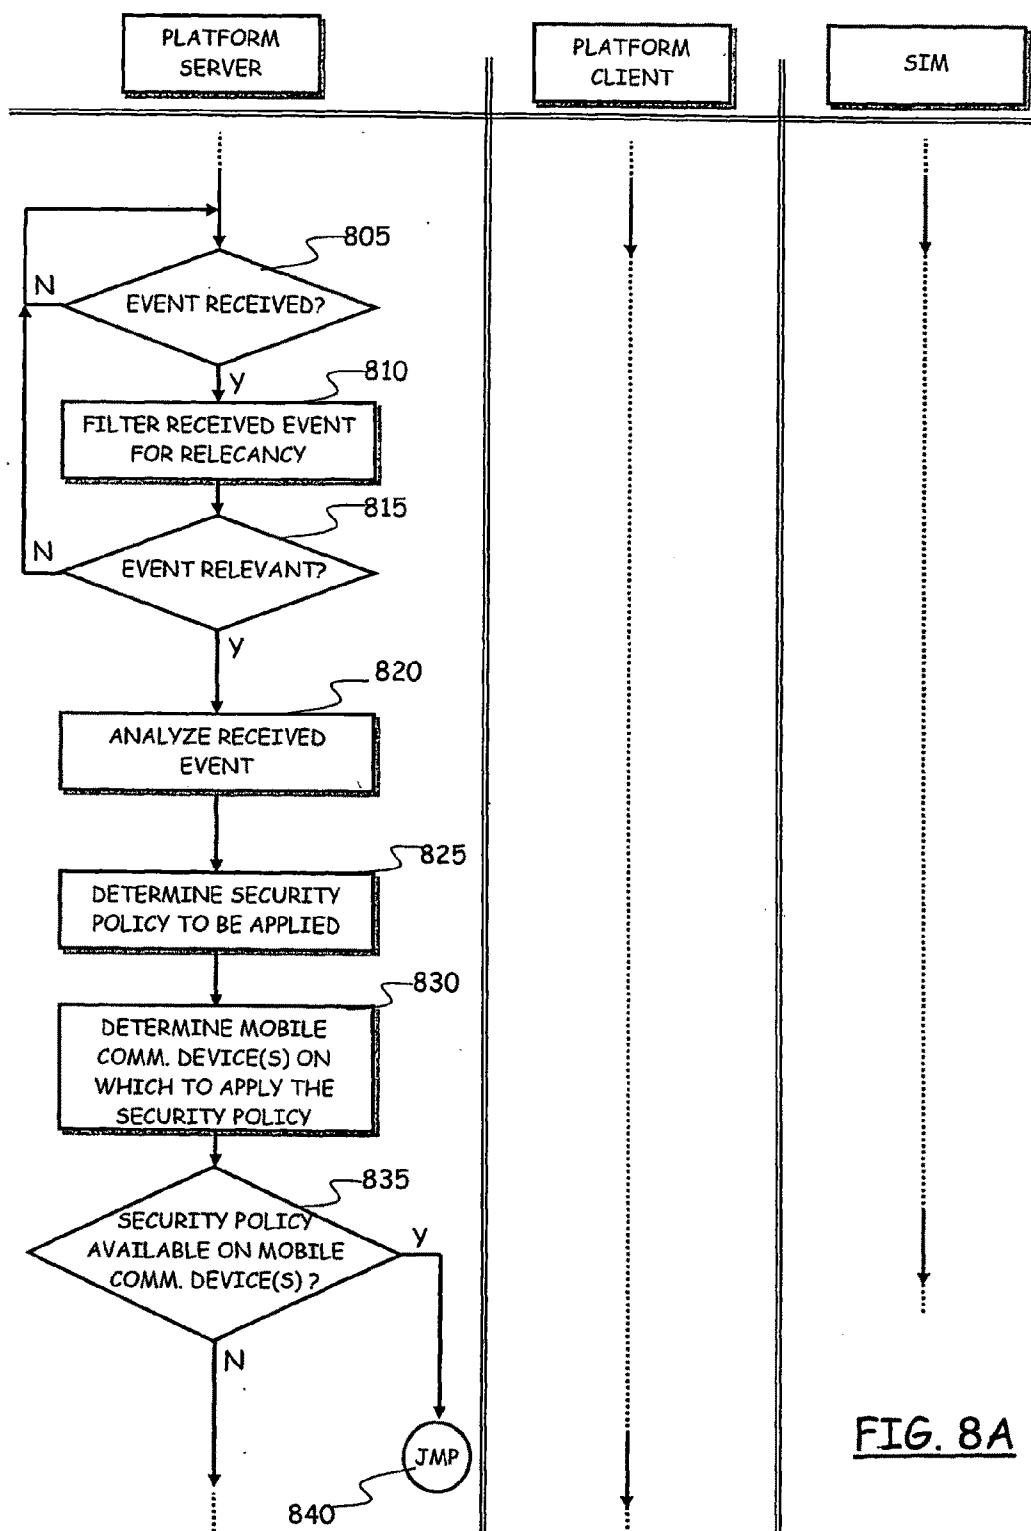 PLATFORM
SERVER
PLATFORM
CLIENT
SIM
805
N
EVENT RECEIVED?
Y
810
FILTER RECEIVED EVENT
FOR RELECANCY
815
N
EVENT RELEVANT?
Y
820
ANALYZE RECEIVED
EVENT
825
DETERMINE SECURITY
POLICY TO BE APPLIED
830
DETERMINE MOBILE
COMM. DEVICE(S) ON
WHICH TO APPLY THE
SECURITY POLICY
835
SECURITY POLICY
AVAILABLE ON MOBILE
COMM. DEVICE(S) ?
Y
N
JMP
840
FIG. 8A